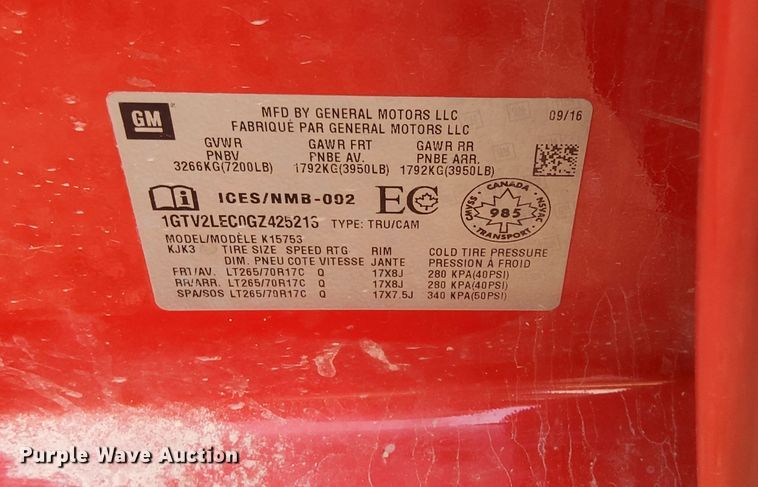 GM
MFD BY GENERAL MOTORS LLC 09/16
FABRIQUÉ PAR GENERAL MOTORS LLC
GVWR GAWR FRT GAWR RR
PNBV PNBE AV. PNBE ARR.
3266KG(7200LB) 1792KG(3950LB) 1792KG(3950LB)
ICES/NMB-002 EC
CANADA
CMVSS 985 NSVAC
TRANSPORT
1GTV2LEC0GZ425213 TYPE: TRU/CAM
MODEL/MODÈLE K15753
KJK3 TIRE SIZE SPEED RTG RIM COLD TIRE PRESSURE
DIM. PNEU COTE VITESSE JANTE PRESSION À FROID
FRT/AV. LT265/70R17C Q 17X8J 280 KPA(40PSI)
RR/ARR. LT265/70R17C Q 17X8J 280 KPA(40PSI)
SPA/SOS LT265/70R17C Q 17X7.5J 340 KPA(50PSI)
Purple Wave Auction